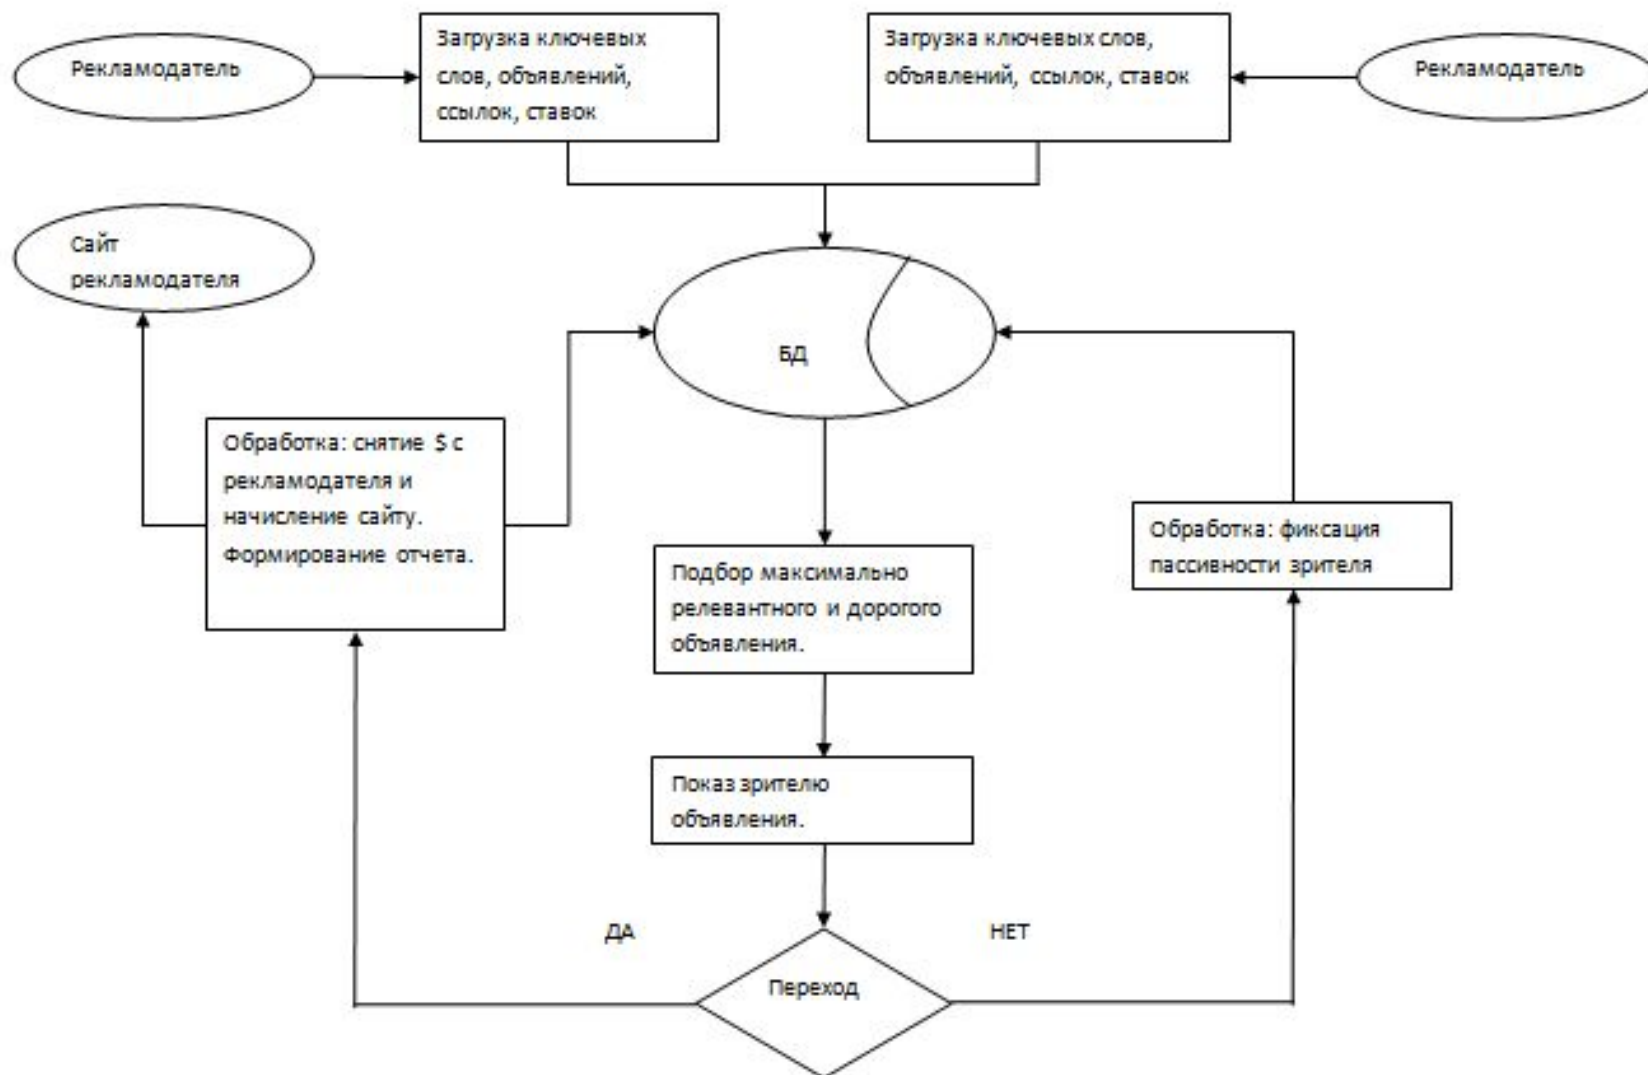 Рекламодатель
Загрузка ключевых
слов, объявлений,
ссылок, ставок
Загрузка ключевых слов,
объявлений, ссылок, ставок
Рекламодатель
Сайт
рекламодателя
БД
Обработка: снятие $ с
рекламодателя и
начисление сайту.
Формирование отчета.
Подбор максимально
релевантного и дорогого
объявления.
Обработка: фиксация
пассивности зрителя
Показ зрителю
объявления.
ДА
НЕТ
Переход